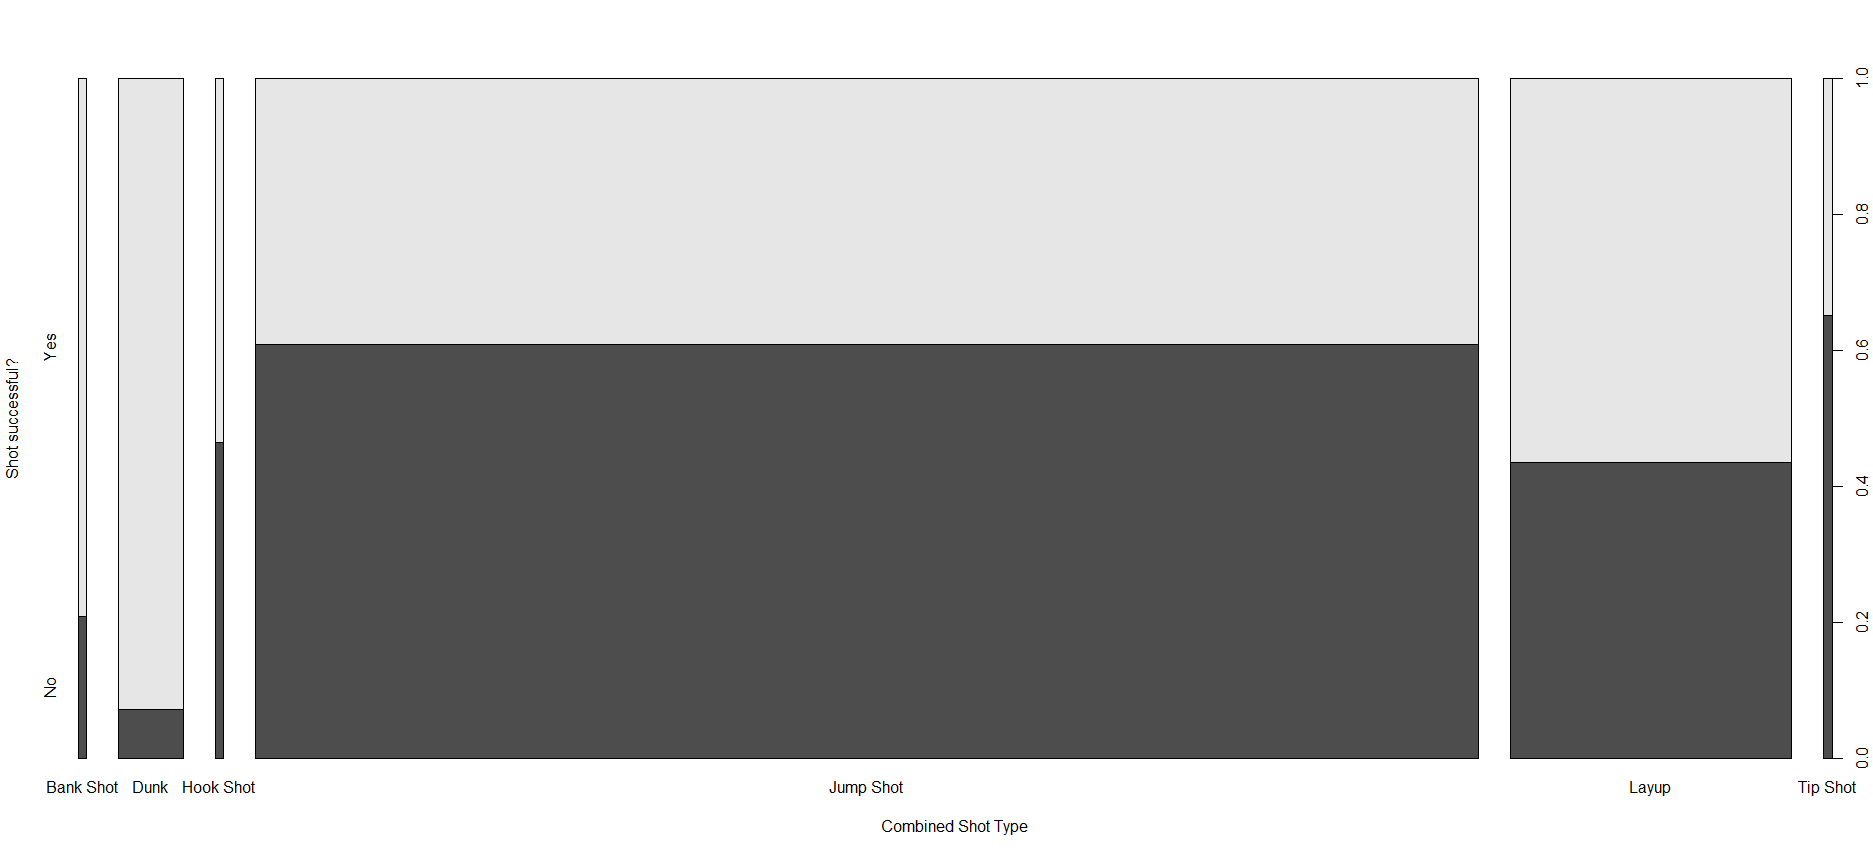 Shot successful?
Yes
No
1.0
0.8
0.6
0.4
0.2
0.0
Bank Shot
Dunk
Hook Shot
Jump Shot
Layup
Tip Shot
Combined Shot Type